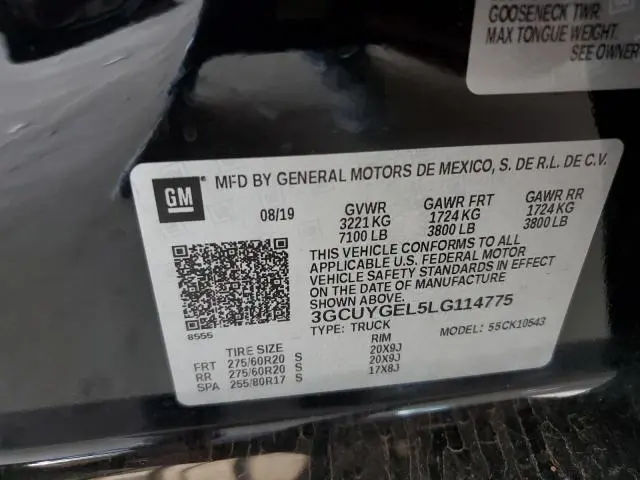 GOOSENECK TWR.
MAX TONGUE WEIGHT.
SEE OWNER
GM
GM
MFD BY GENERAL MOTORS DE MEXICO, S. DE R.L. DE C.V.
08/19 GVWR GAWR FRT GAWR RR
3221 KG 1724 KG 1724 KG
7100 LB 3800 LB 3800 LB
THIS VEHICLE CONFORMS TO ALL
APPLICABLE U.S. FEDERAL MOTOR
VEHICLE SAFETY STANDARDS IN EFFECT
ON THE DATE OF MANUFACTURE
SHOWN ABOVE.
8555
3GCUYGEL5LG114775
TYPE: TRUCK MODEL: 55CK10543
TIRE SIZE RIM
FRT 275/60R20 S 20X9J
RR 275/60R20 S 20X9J
SPA 255/80R17 S 17X8J